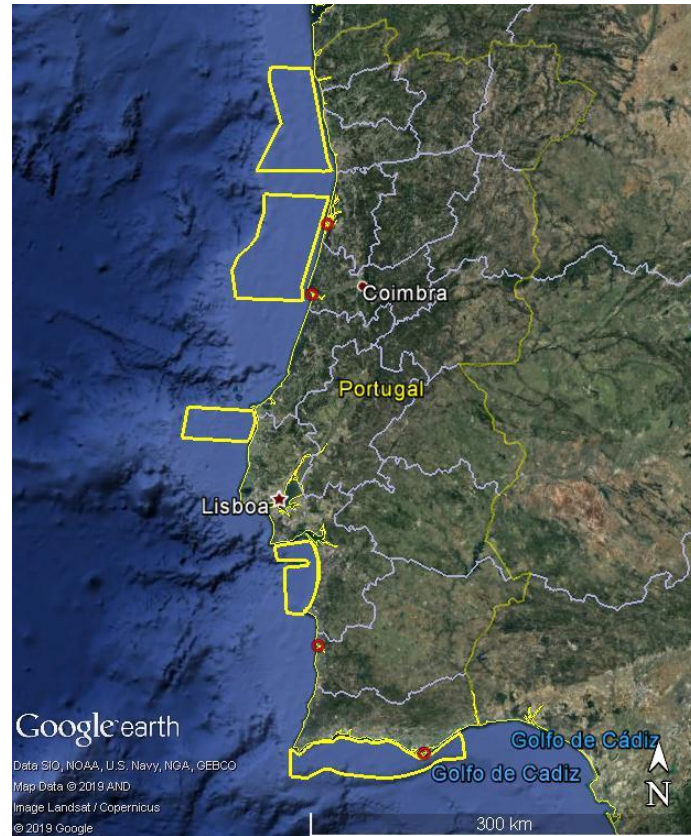 Coimbra
Portugal
Lisboa
Golfo de Cádiz
Golfo de Cadiz
Google earth
Data SIO, NOAA, U.S. Navy, NGA, GEBCO
Map Data © 2019 AND
Image Landsat / Copernicus
© 2019 Google
300 km
N